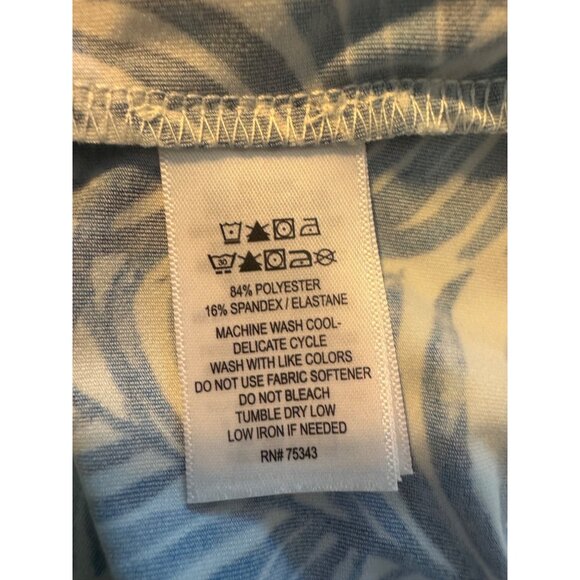 30
84% POLYESTER
16% SPANDEX / ELASTANE
MACHINE WASH COOL-
DELICATE CYCLE
WASH WITH LIKE COLORS
DO NOT USE FABRIC SOFTENER
DO NOT BLEACH
TUMBLE DRY LOW
LOW IRON IF NEEDED
RN# 75343